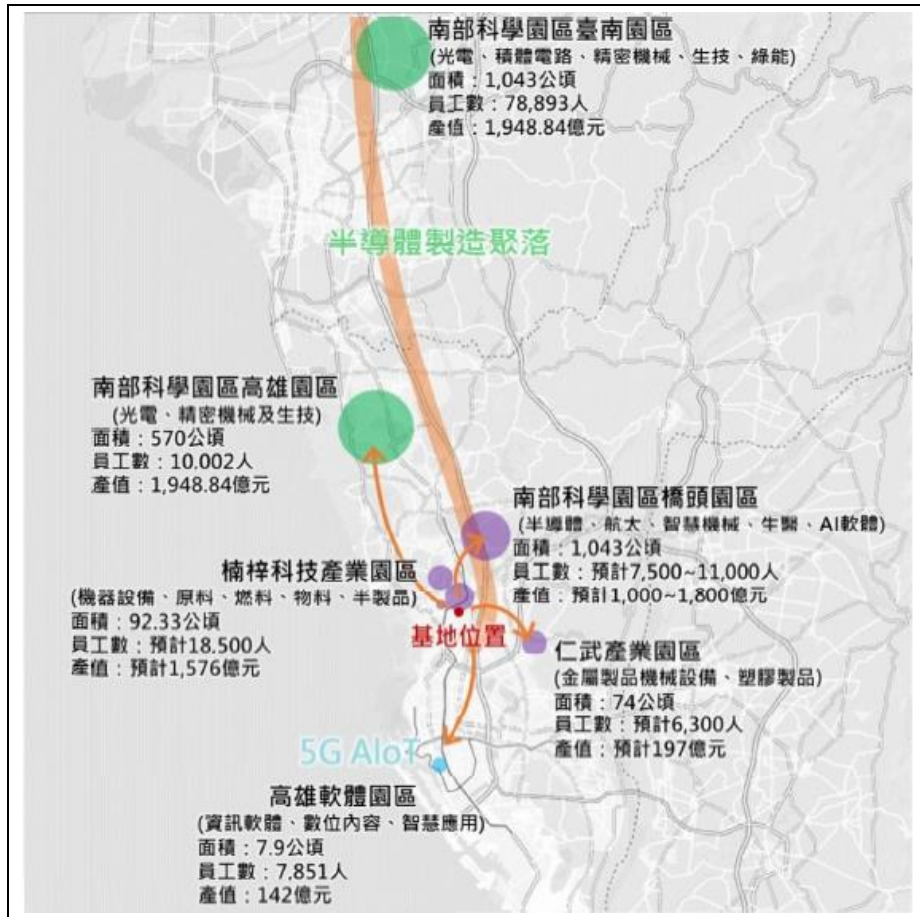 南部科學園區臺南園區
(光電、積體電路、精密機械、生技、綠能)
面積：1,043公頃
員工數：78,893人
產值：1,948.84億元
半導體製造聚落
南部科學園區高雄園區
(光電、精密機械及生技)
面積：570公頃
員工數：10.002人
產值：1,948.84億元
南部科學園區橋頭園區
(半導體、航太、智慧機械、生醫、AI軟體)
面積：1,043公頃
員工數：預計7,500~11,000人
產值：預計1,000~1,800億元
楠梓科技產業園區
(機器設備、原料、燃料、物料、半製品)
面積：92.33公頃
員工數：預計18,500人
產值：預計1,576億元
基地位置
仁武產業園區
(金屬製品機械設備、塑膠製品)
面積：74公頃
員工數：預計6,300人
產值：預計197億元
5G AIoT
高雄軟體園區
(資訊軟體、數位內容、智慧應用)
面積：7.9公頃
員工數：7,851人
產值：142億元